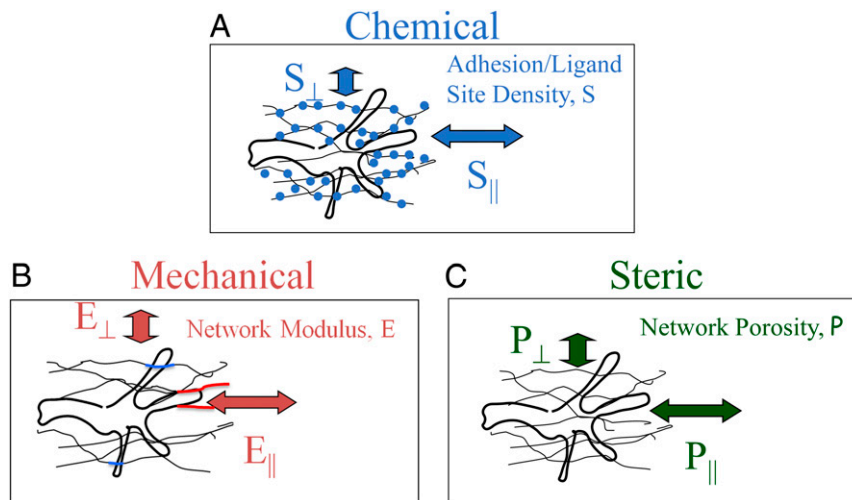 A
Chemical
S⊥
Adhesion/Ligand
Site Density, S
S||
B
Mechanical
E⊥
Network Modulus, E
E||
C
Steric
P⊥
Network Porosity, P
P||